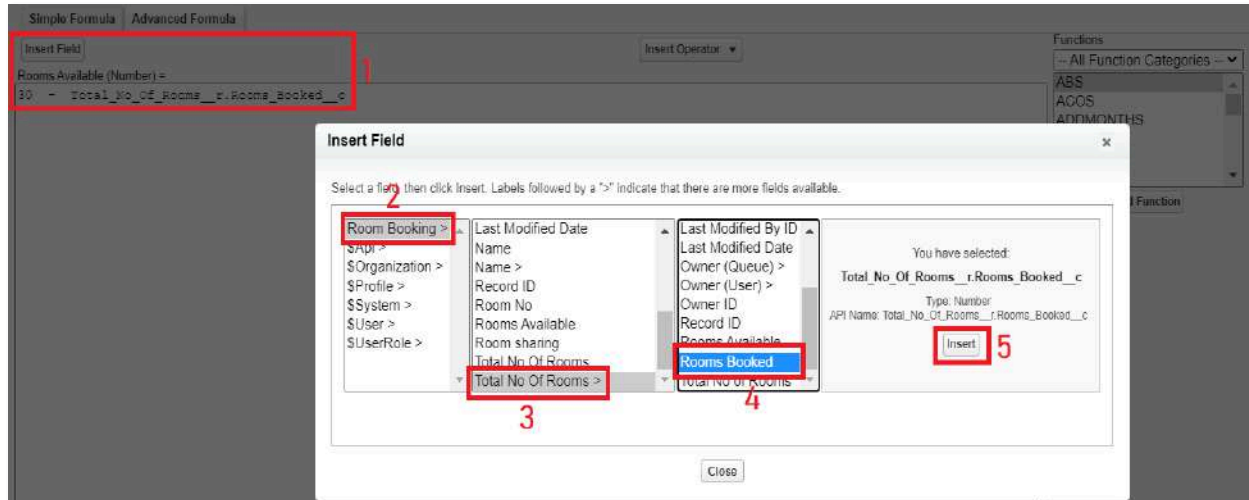 Simple Formula Advanced Formula
Insert Field
Insert Operator
Functions
-- All Function Categories --
Rooms Available (Number) =
1
30 - Total_No_Of_Rooms__r.Rooms_Booked__c
ABS
ACOS
ADDMONTHS
Insert Field
×
Select a field, then click Insert. Labels followed by a ">" indicate that there are more fields available.
2
Room Booking >
$Api >
$Organization >
$Profile >
$System >
$User >
$UserRole >
Last Modified Date
Name
Name >
Record ID
Room No
Rooms Available
Room sharing
Total No Of Rooms
Total No Of Rooms >
3
Last Modified By ID
Last Modified Date
Owner (Queue) >
Owner (User) >
Owner ID
Record ID
Rooms Available
Rooms Booked
Total No of Rooms
4
You have selected:
Total_No_Of_Rooms__r.Rooms_Booked__c
Type: Number
API Name: Total_No_Of_Rooms__r.Rooms_Booked__c
Insert
5
Function
Close